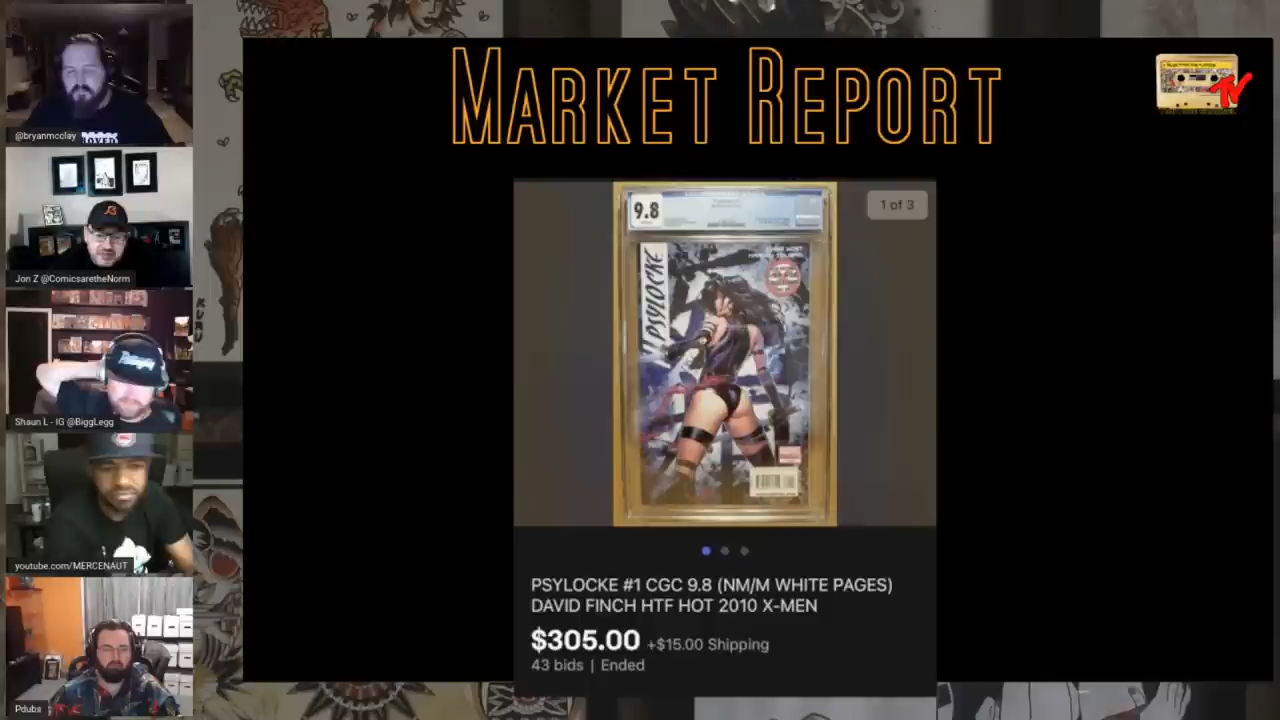 MARKET REPORT
TV
@bryanmcclay
Jon Z @ComicsaretheNorm
Shaun L - IG @BiggLegg
youtube.com/MERCENAUT
Pdubs
9.8
1 of 3
PSYLOCKE
PSYLOCKE #1 CGC 9.8 (NM/M WHITE PAGES)
DAVID FINCH HTF HOT 2010 X-MEN
$305.00 +$15.00 Shipping
43 bids | Ended